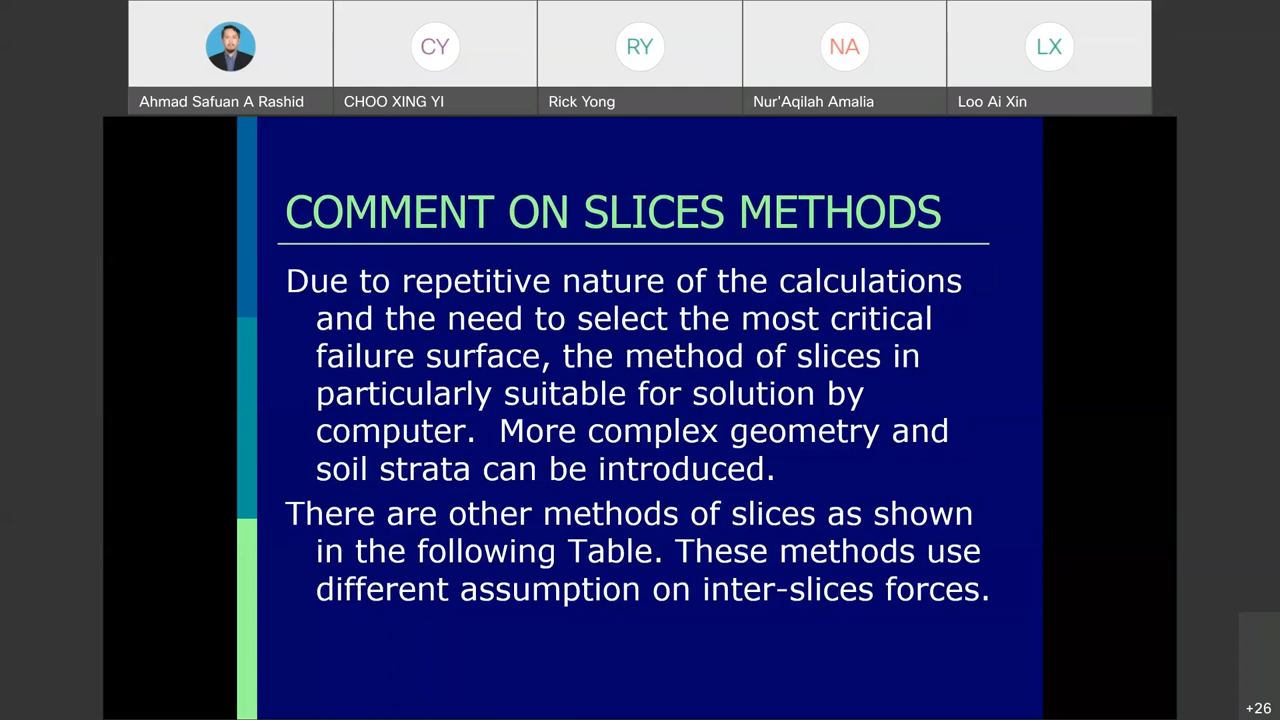 CY
RY
NA
LX
Ahmad Safuan A Rashid
CHOO XING YI
Rick Yong
Nur'Aqilah Amalia
Loo Ai Xin
COMMENT ON SLICES METHODS
Due to repetitive nature of the calculations
and the need to select the most critical
failure surface, the method of slices in
particularly suitable for solution by
computer.  More complex geometry and
soil strata can be introduced.
There are other methods of slices as shown
in the following Table. These methods use
different assumption on inter-slices forces.
+26